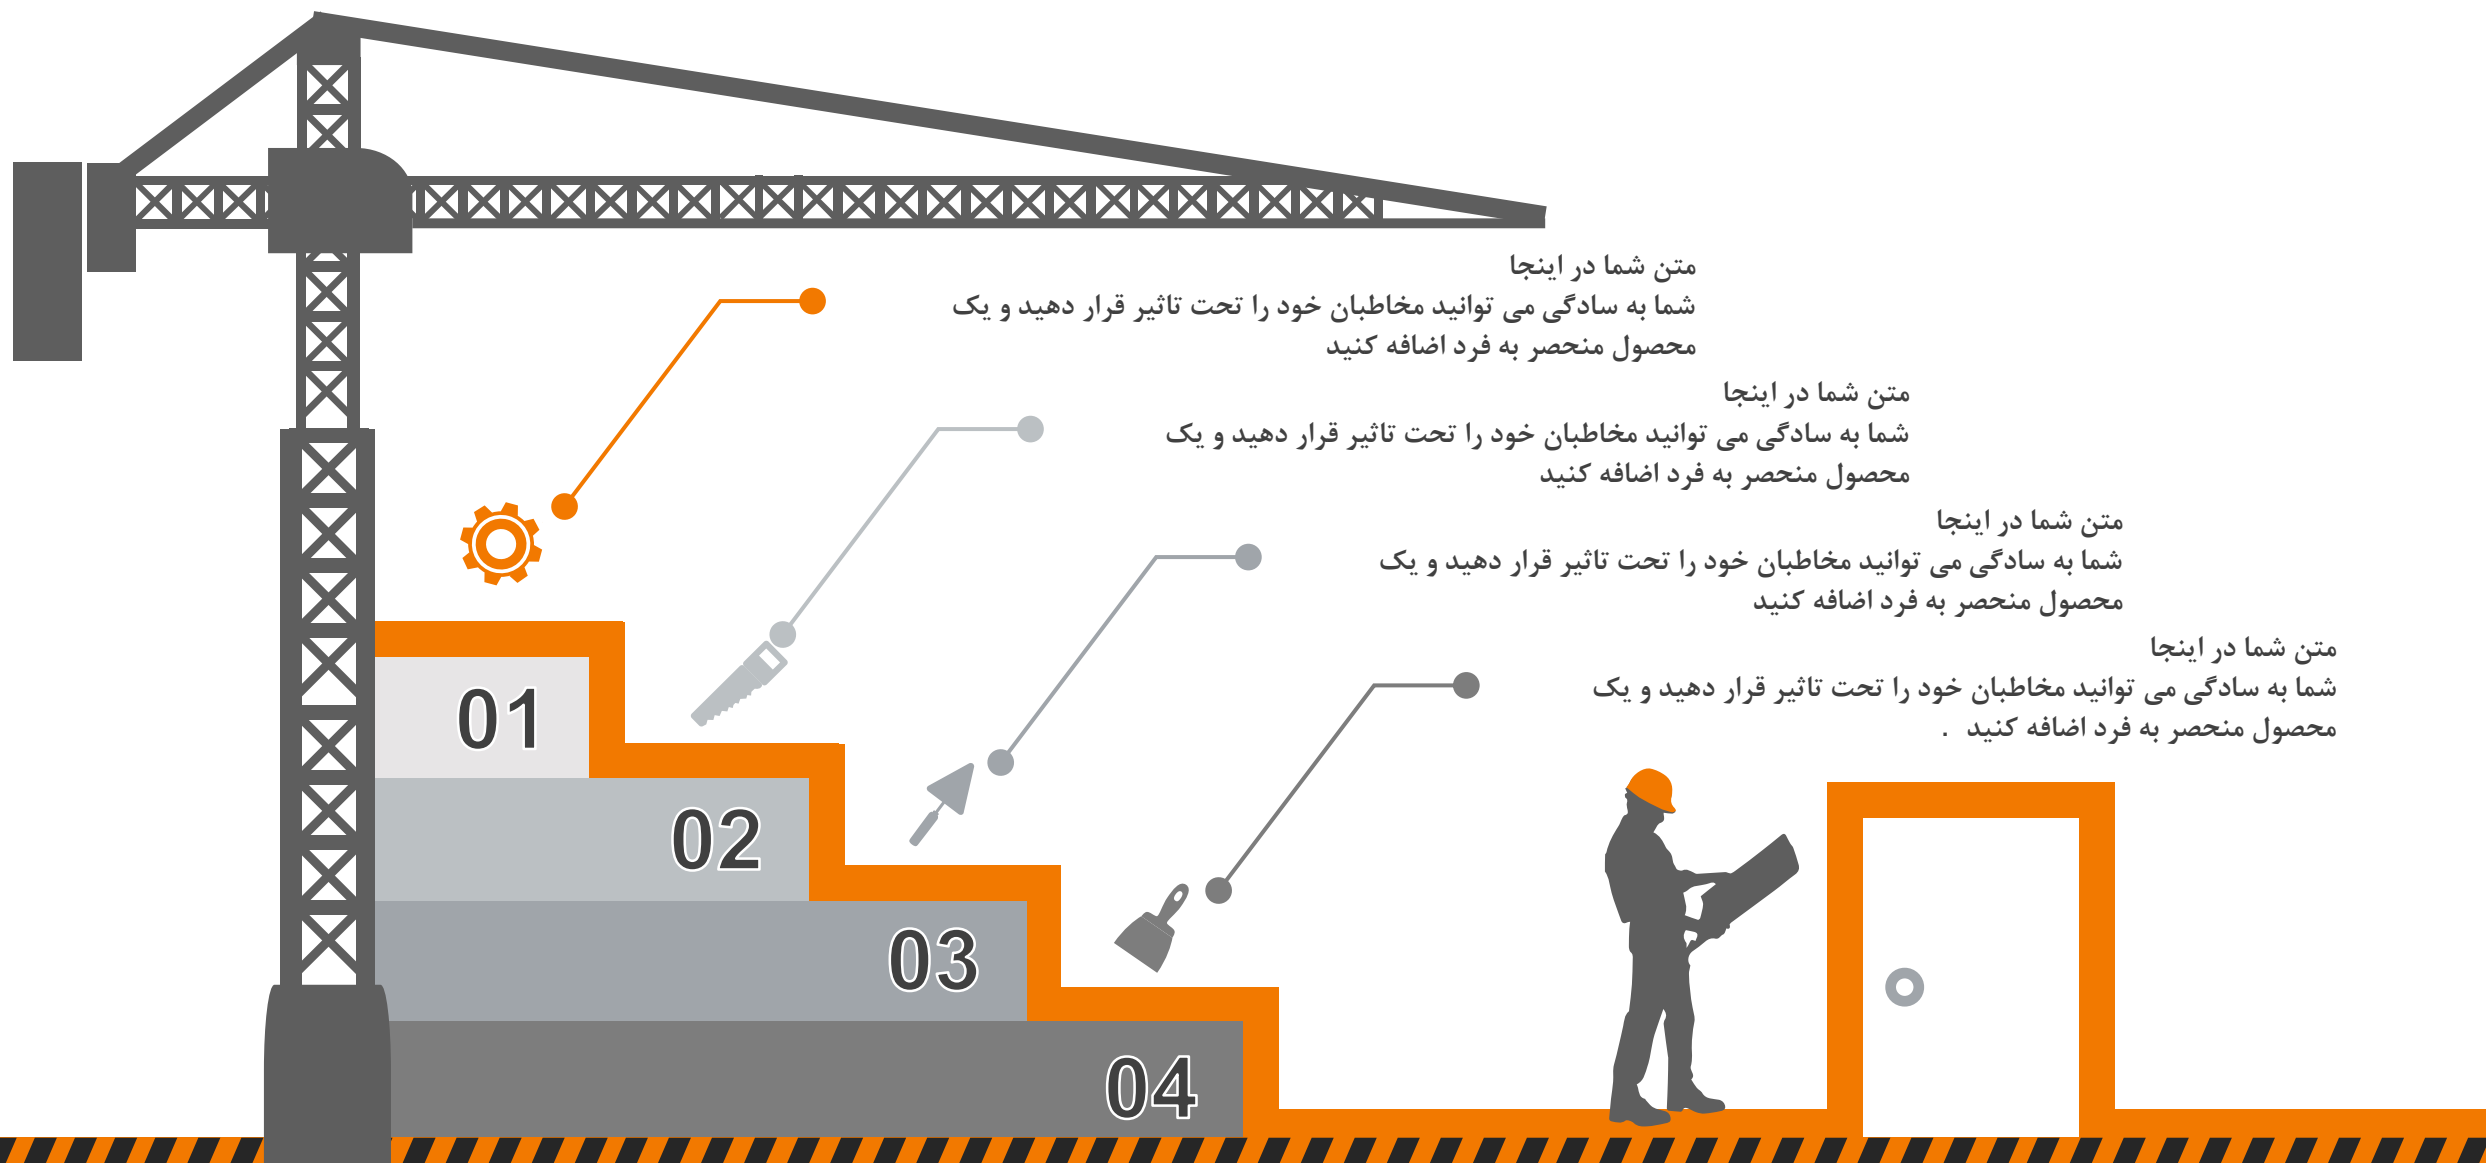 متن شما در اینجا
شما به سادگی می توانید مخاطبان خود را تحت تاثیر قرار دهید و یک
محصول منحصر به فرد اضافه کنید
متن شما در اینجا
شما به سادگی می توانید مخاطبان خود را تحت تاثیر قرار دهید و یک
محصول منحصر به فرد اضافه کنید
متن شما در اینجا
شما به سادگی می توانید مخاطبان خود را تحت تاثیر قرار دهید و یک
محصول منحصر به فرد اضافه کنید
متن شما در اینجا
شما به سادگی می توانید مخاطبان خود را تحت تاثیر قرار دهید و یک
محصول منحصر به فرد اضافه کنید .
01
02
03
04